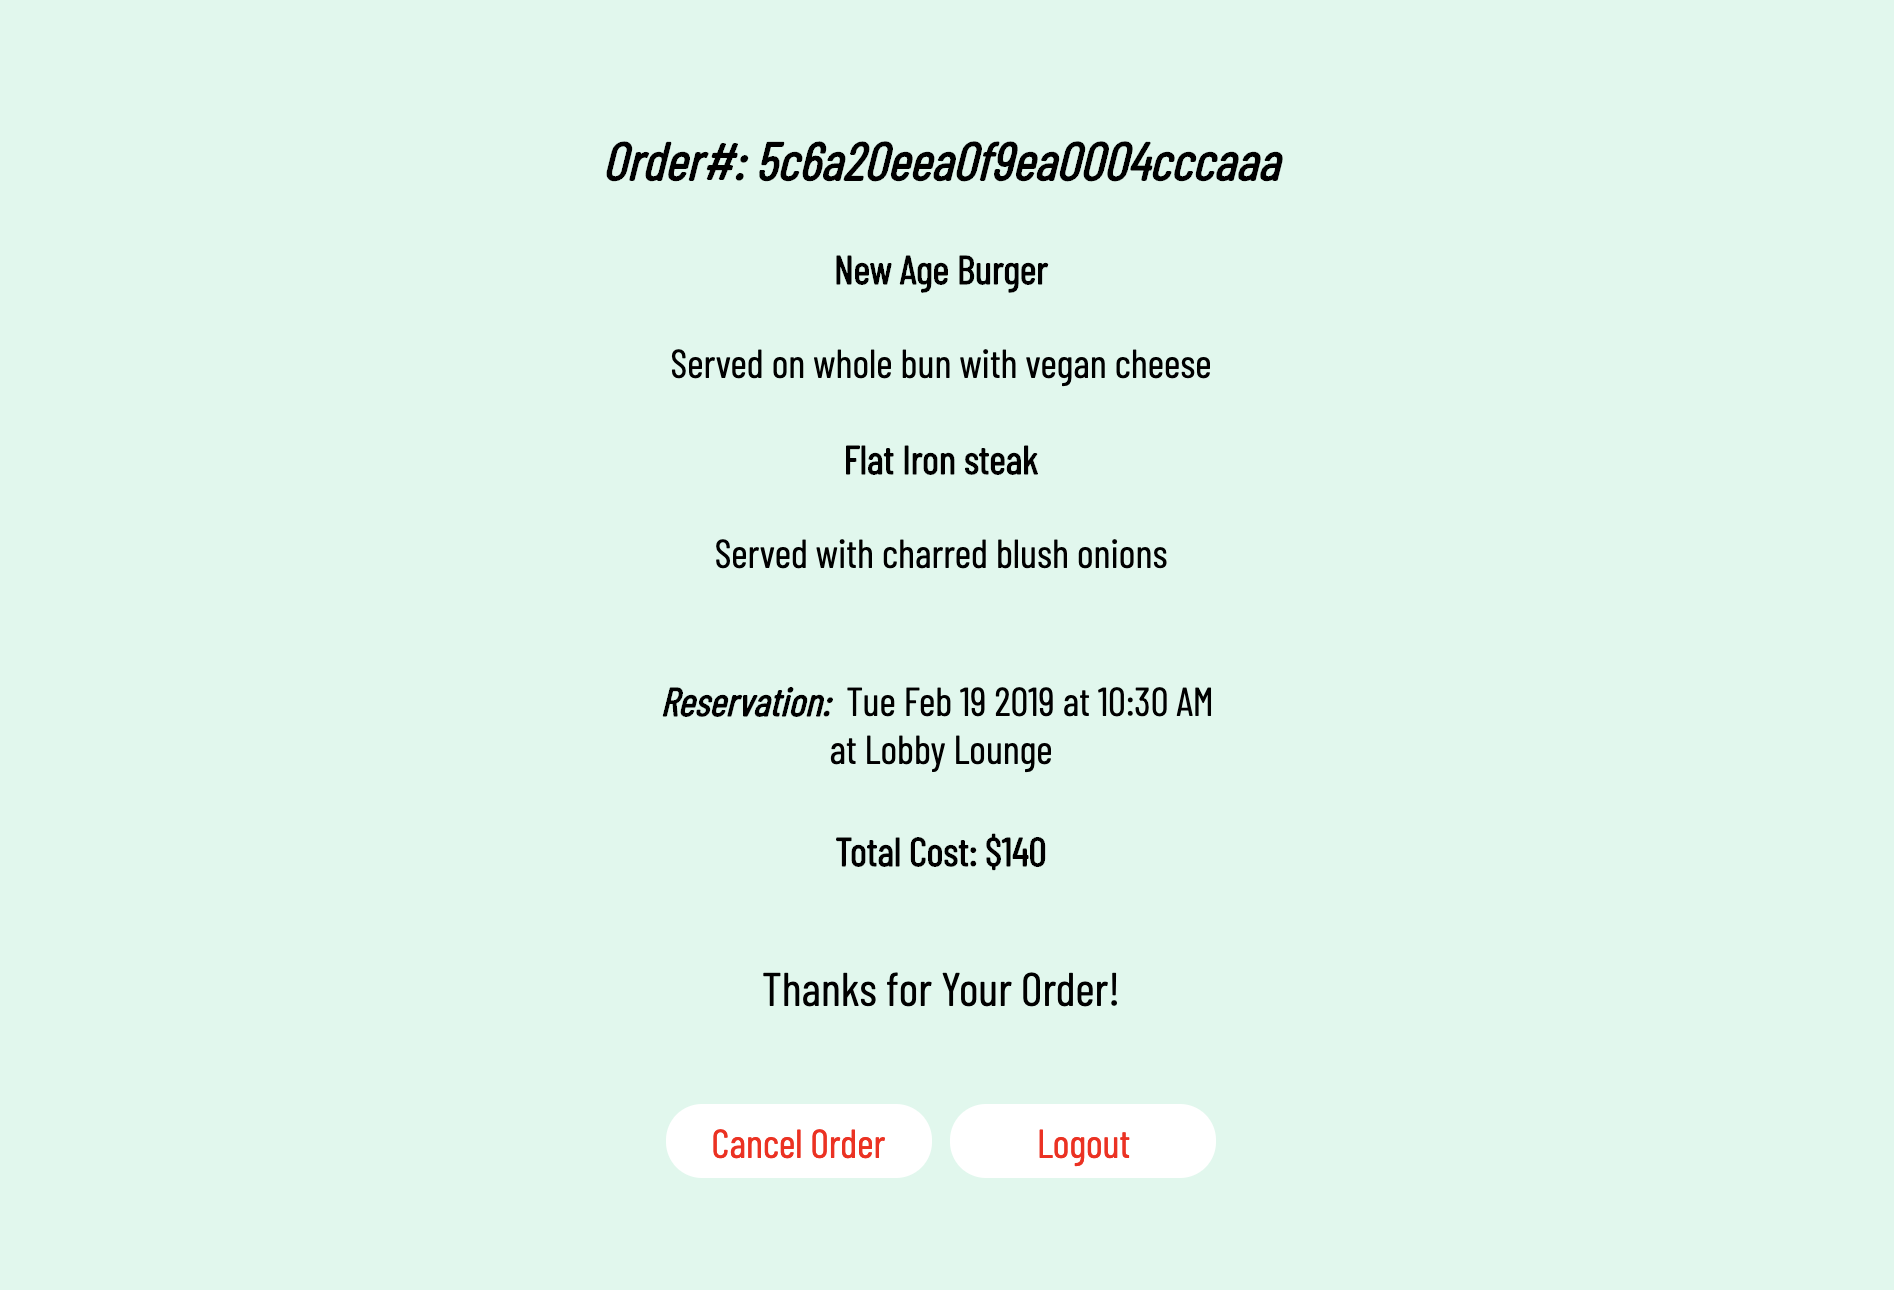 Order#: 5c6a20eea0f9ea0004cccaaa
New Age Burger
Served on whole bun with vegan cheese
Flat Iron steak
Served with charred blush onions
Reservation: Tue Feb 19 2019 at 10:30 AM
at Lobby Lounge
Total Cost: $140
Thanks for Your Order!
Cancel Order
Logout